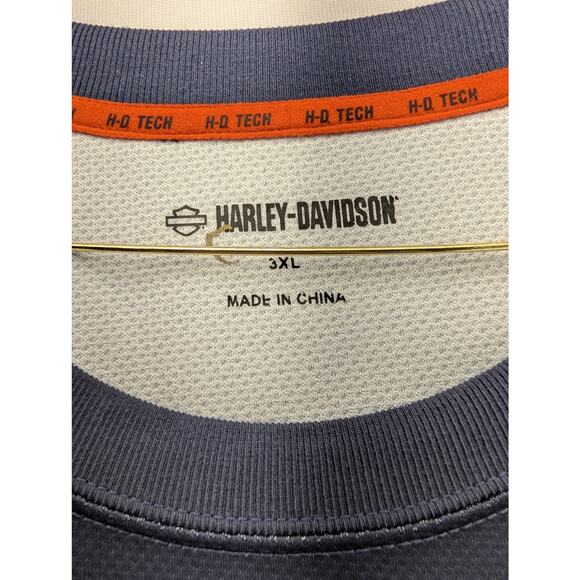 H-D. TECH H-D. TECH H-D. TECH H-D. TECH
HARLEY-DAVIDSON
3XL
MADE IN CHINA